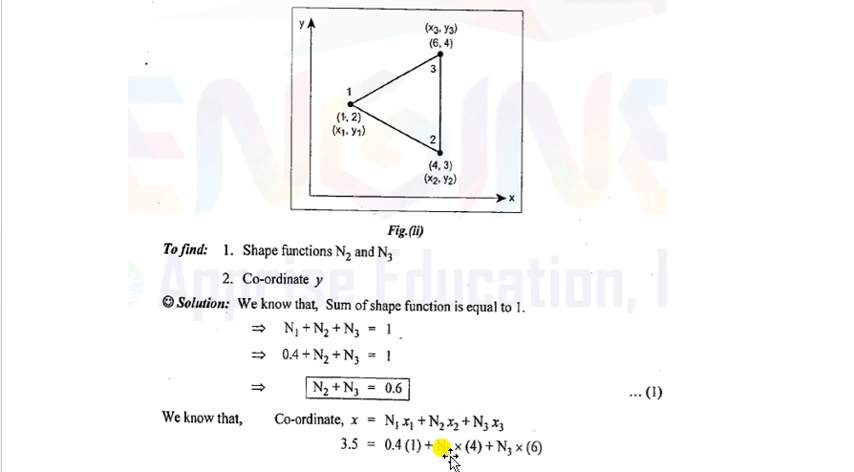 y
(x₃, y₃)
(6, 4)
3
1
(1, 2)
(x₁, y₁)
2
(4, 3)
(x₂, y₂)
x
Fig.(ii)
To find: 1. Shape functions N₂ and N₃
2. Co-ordinate y
☺ Solution: We know that, Sum of shape function is equal to 1.
⇒ N₁ + N₂ + N₃ = 1
⇒ 0.4 + N₂ + N₃ = 1
⇒ N₂ + N₃ = 0.6 ... (1)
We know that, Co-ordinate, x = N₁ x₁ + N₂ x₂ + N₃ x₃
3.5 = 0.4 (1) + × (4) + N₃ × (6)
Apprise Education,